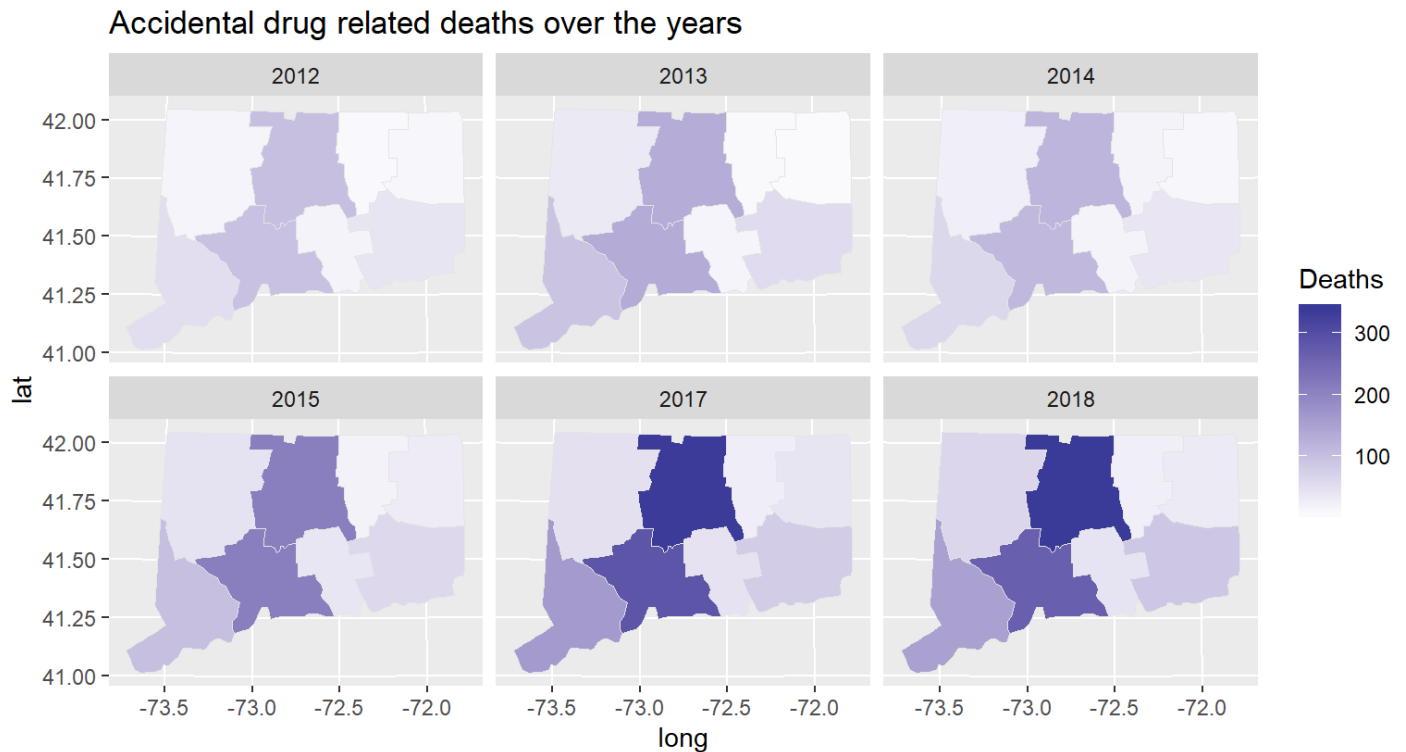 Accidental drug related deaths over the years
2012 2013 2014
42.00
41.75
41.50
41.25
41.00
lat
2015 2017 2018
42.00
41.75
41.50
41.25
41.00
-73.5 -73.0 -72.5 -72.0 -73.5 -73.0 -72.5 -72.0 -73.5 -73.0 -72.5 -72.0
long
Deaths
300
200
100